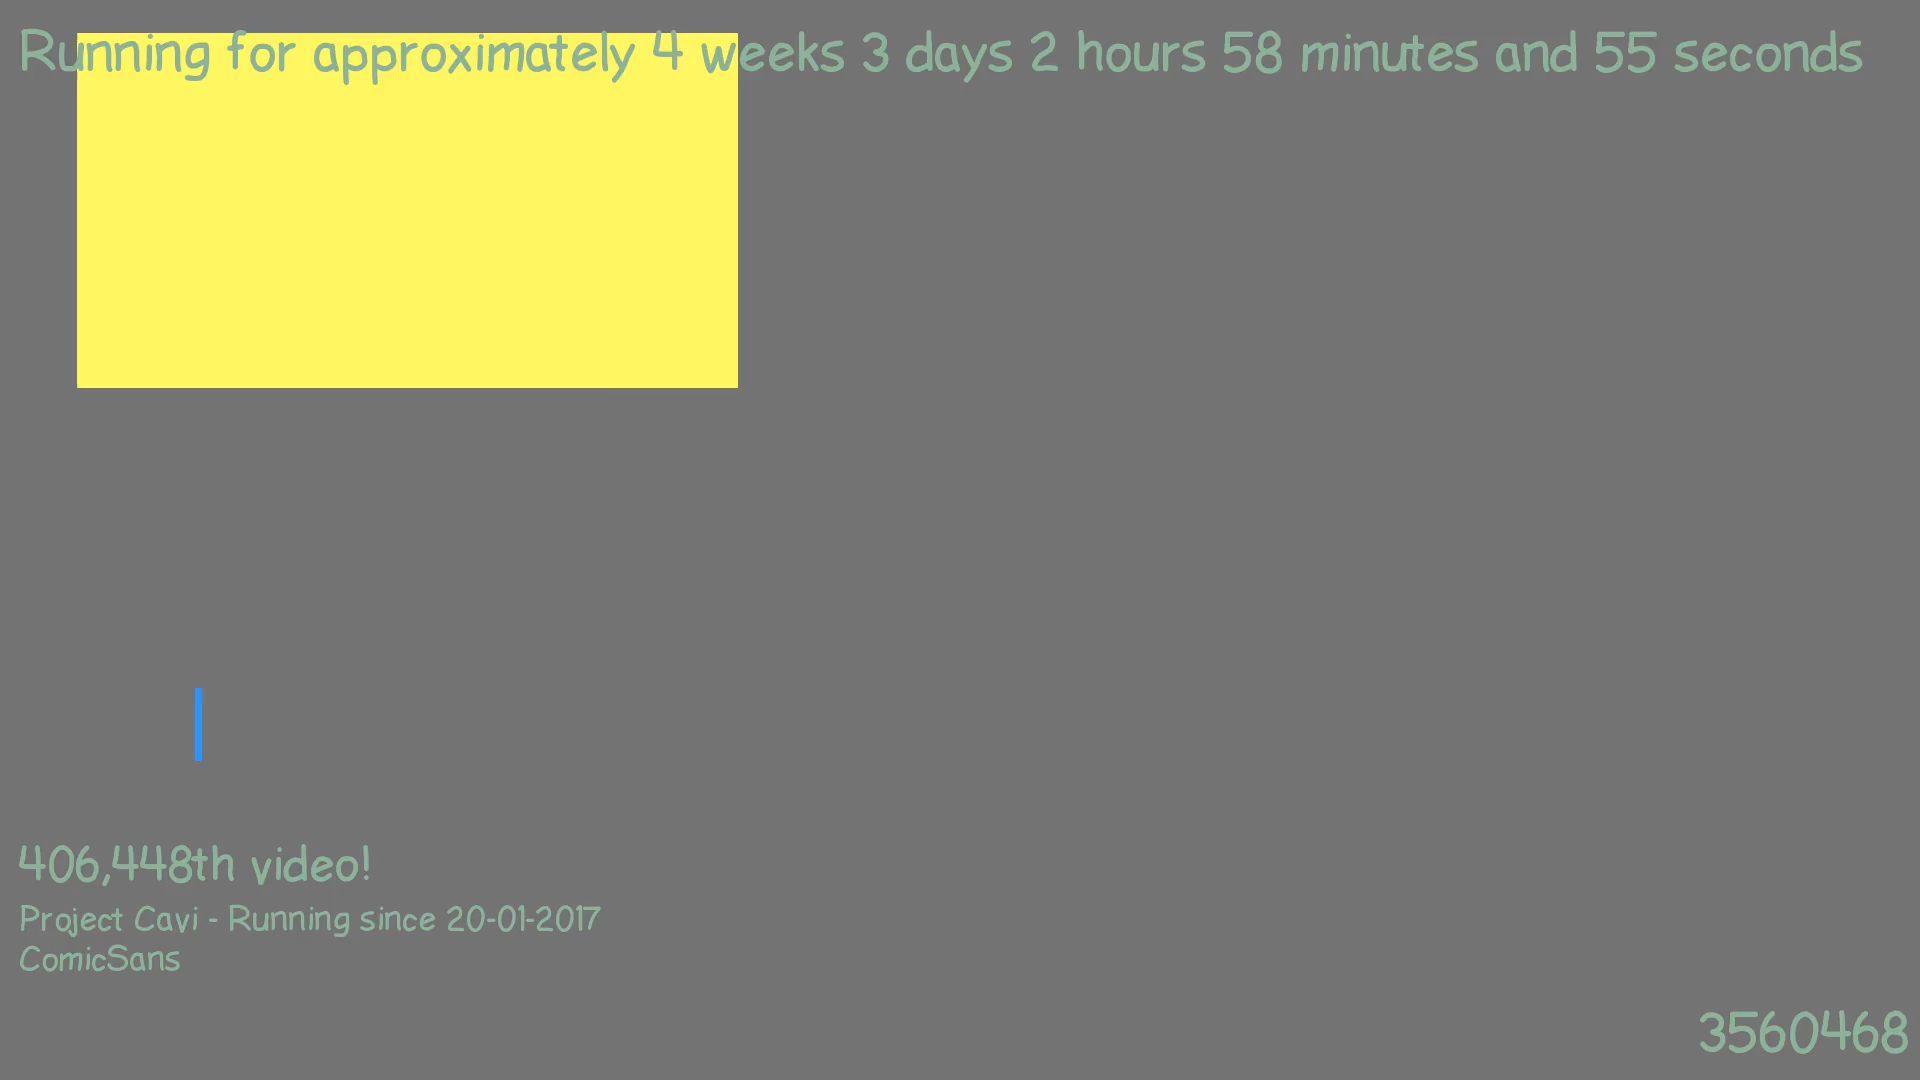 Running for approximately 4 weeks 3 days 2 hours 58 minutes and 55 seconds
406,448th video!
Project Cavi - Running since 20-01-2017
ComicSans
3560468